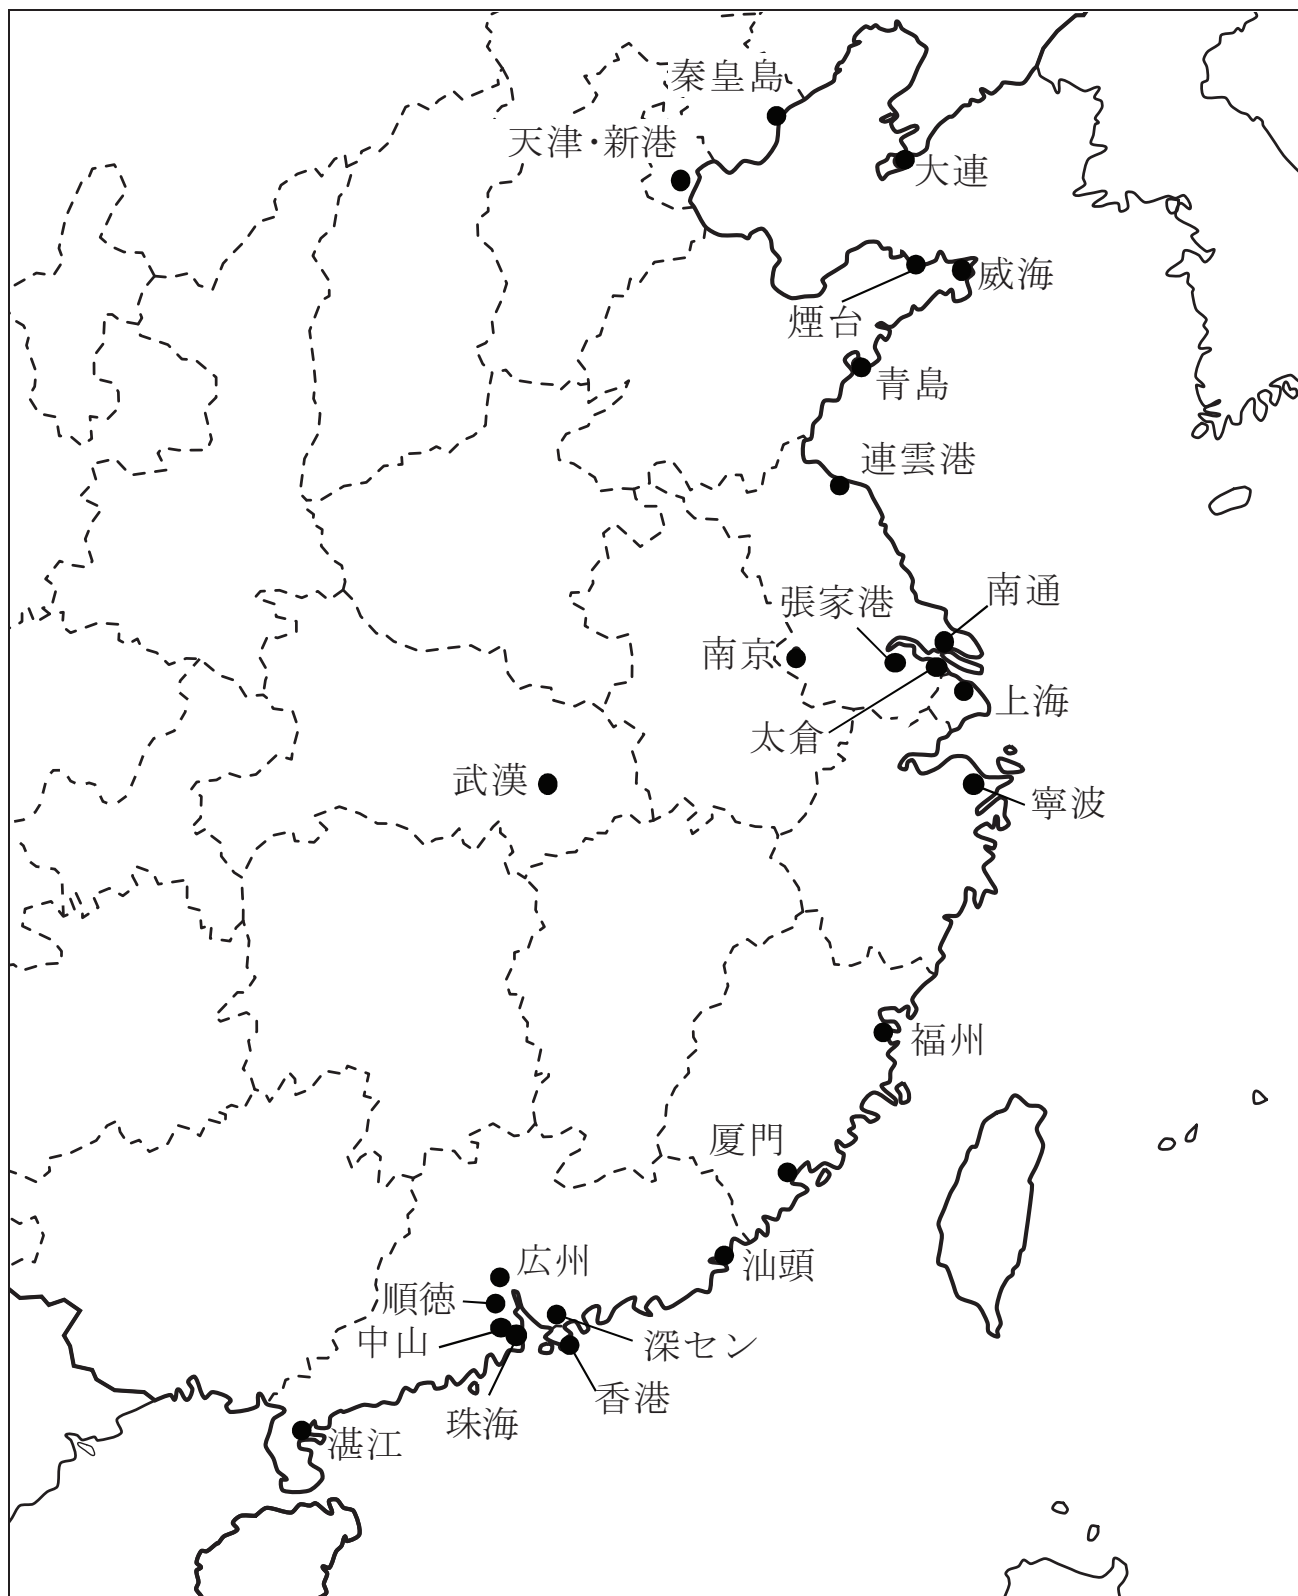 秦皇島
天津・新港
大連
威海
煙台
青島
連雲港
南通
張家港
南京
上海
太倉
武漢
寧波
福州
厦門
広州
汕頭
順徳
中山
深セン
香港
珠海
湛江